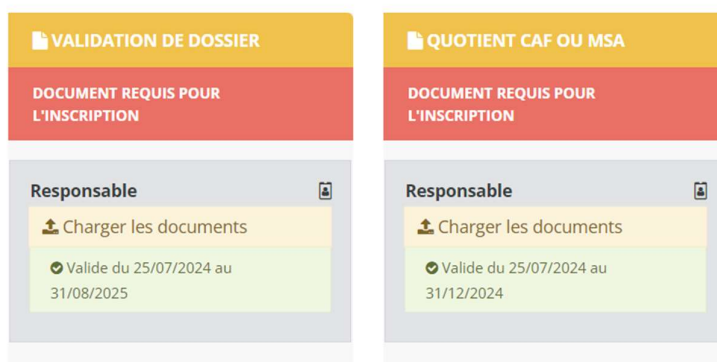 VALIDATION DE DOSSIER
DOCUMENT REQUIS POUR
L'INSCRIPTION
Responsable
Charger les documents
Valide du 25/07/2024 au
31/08/2025
QUOTIENT CAF OU MSA
DOCUMENT REQUIS POUR
L'INSCRIPTION
Responsable
Charger les documents
Valide du 25/07/2024 au
31/12/2024